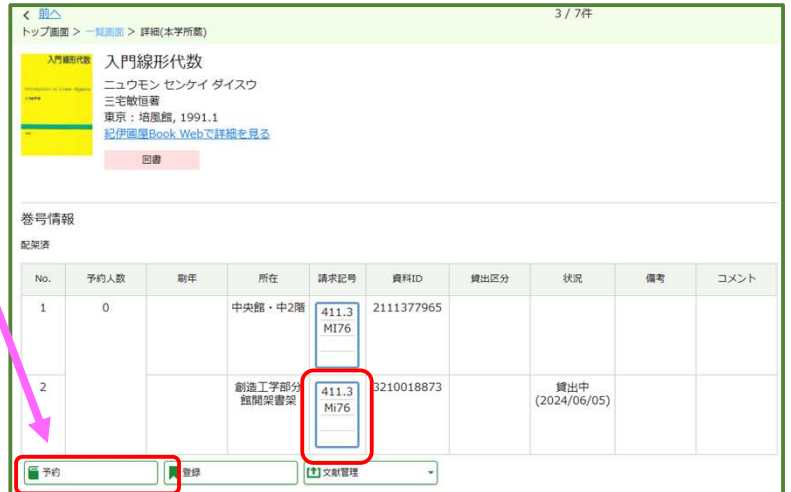 < 前へ 3 / 7件
トップ画面 > 一覧画面 > 詳細(本学所蔵)
入門線形代数
入門線形代数
ニュウモン センケイ ダイスウ
三宅敏恒著
東京 : 培風館, 1991.1
紀伊國屋Book Webで詳細を見る
図書
巻号情報
配架済
No. 予約人数 刷年 所在 請求記号 資料ID 貸出区分 状況 備考 コメント
1 0 中央館・中2階 411.3 2111377965
MI76
2 創造工学部分 411.3 3210018873 貸出中
館開架書架 Mi76 (2024/06/05)
予約 登録 文献管理